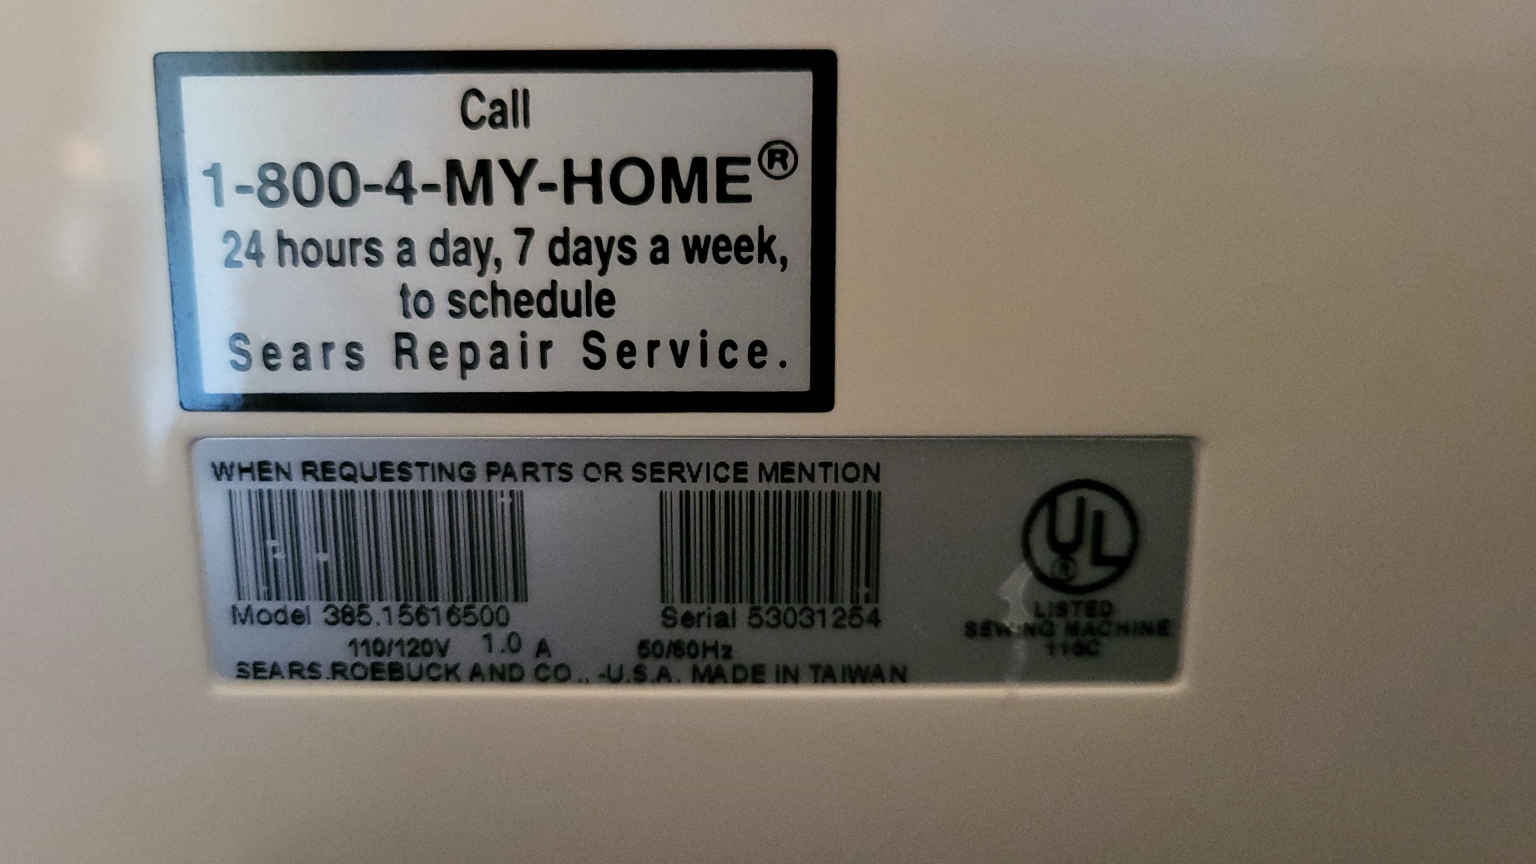 Call
1-800-4-MY-HOME®
24 hours a day, 7 days a week,
to schedule
Sears Repair Service.
WHEN REQUESTING PARTS OR SERVICE MENTION
Model 385.15616500 Serial 53031254
110/120V 1.0 A 50/60Hz
SEARS.ROEBUCK AND CO., -U.S.A. MADE IN TAIWAN
UL ®
LISTED
SEWING MACHINE